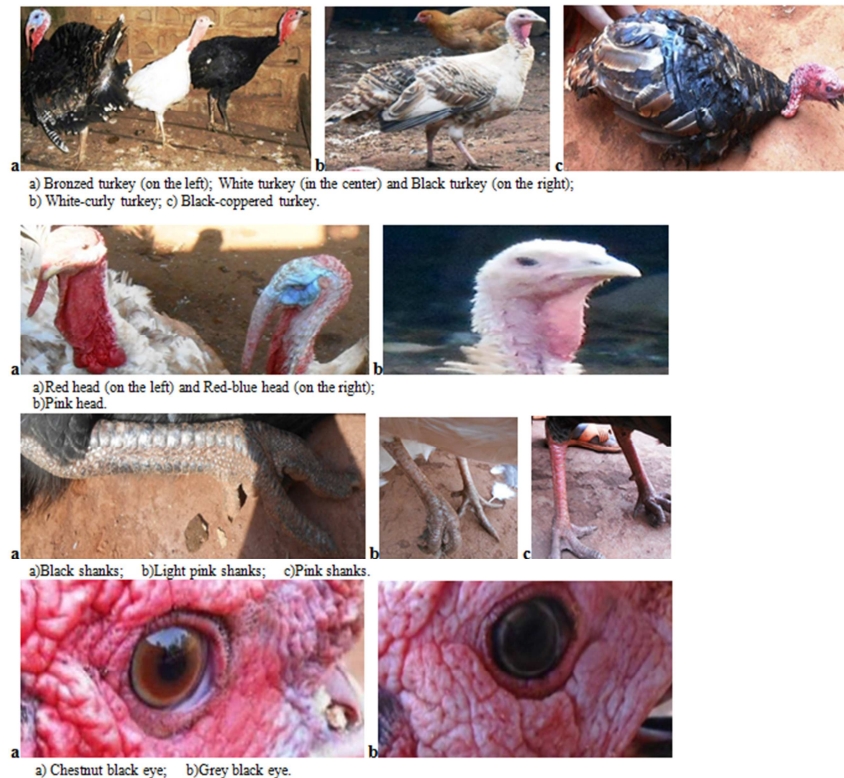 a b c
a) Bronzed turkey (on the left); White turkey (in the center) and Black turkey (on the right);
b) White-curly turkey; c) Black-coppered turkey.
a b
a)Red head (on the left) and Red-blue head (on the right);
b)Pink head.
a b c
a)Black shanks; b)Light pink shanks; c)Pink shanks.
a b
a) Chestnut black eye; b)Grey black eye.